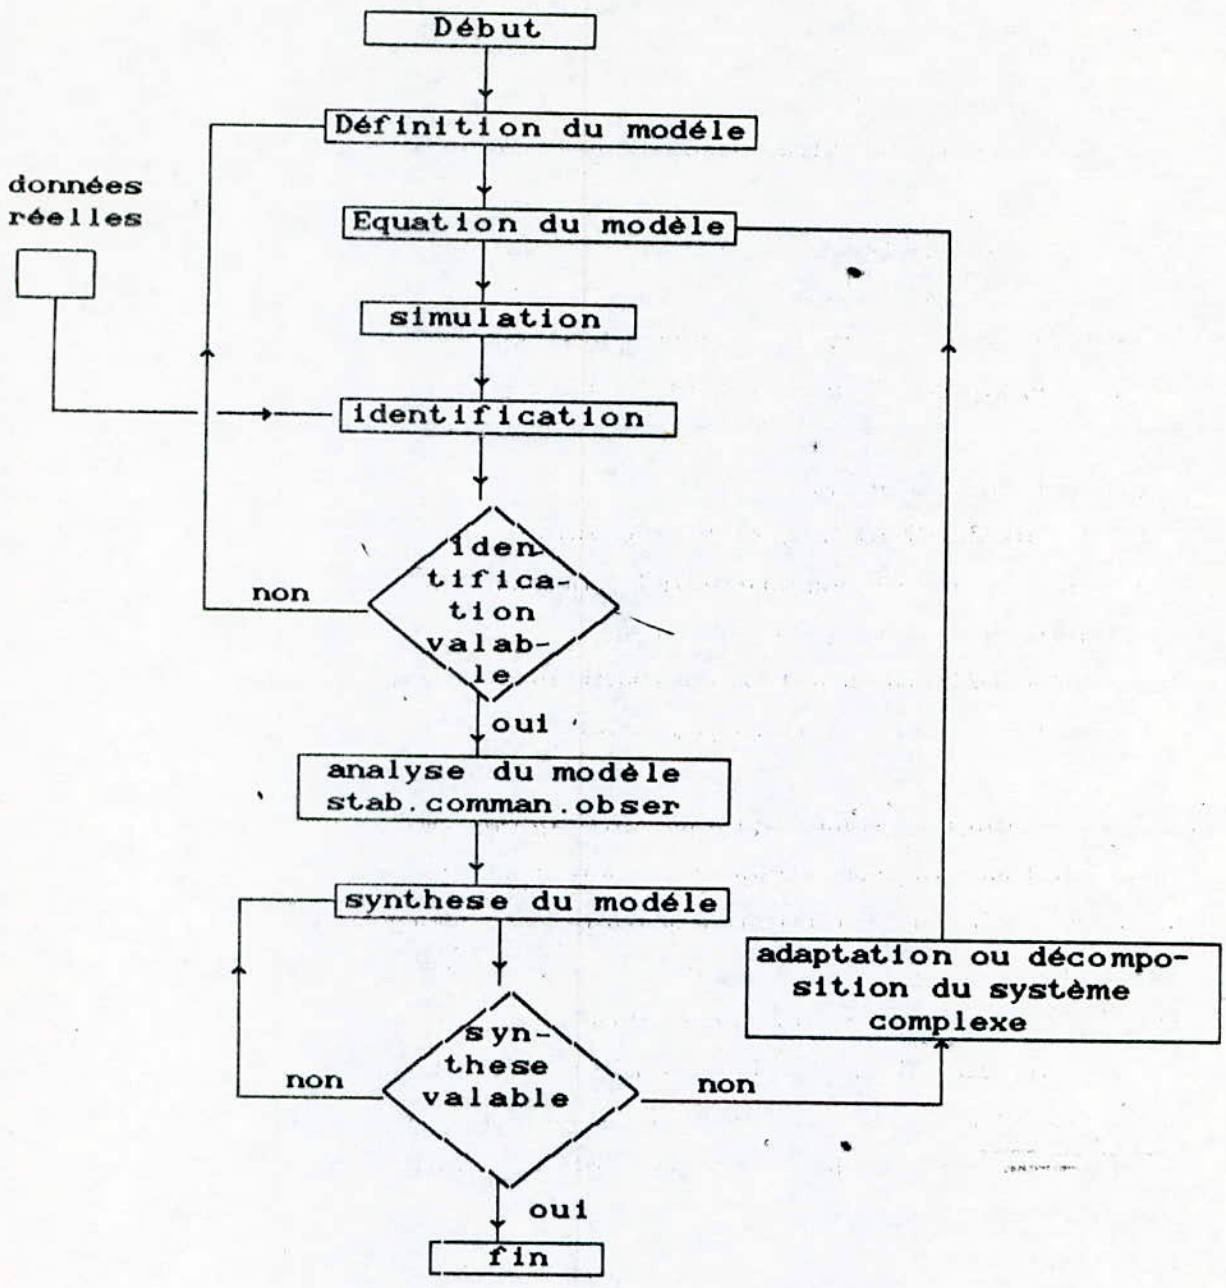 Début
Définition du modéle
données
réelles
Equation du modèle
simulation
identification
iden
tifica-
tion
valab-
le
non
oui
analyse du modèle
stab.comman.obser
synthese du modéle
adaptation ou décompo-
sition du système
complexe
syn-
these
valable
non
non
oui
fin